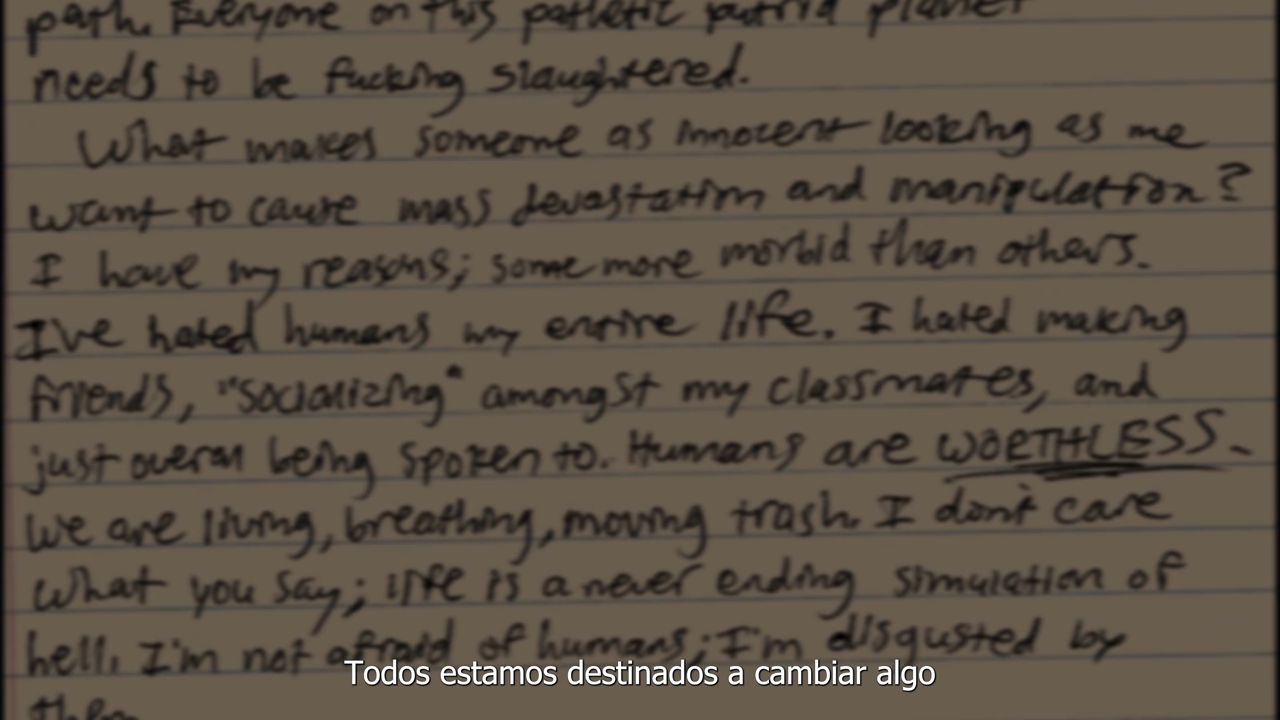 path. Everyone on this pathetic putrid planet
needs to be fucking slaughtered.
What makes someone as innocent looking as me
want to cause mass devastation and manipulation?
I have my reasons; some more morbid than others.
I've hated humans my entire life. I hated making
friends, "socializing" amongst my classmates, and
just overall being spoken to. Humans are WORTHLESS.
We are living, breathing, moving trash. I don't care
what you say; life is a never ending simulation of
hell. I'm not afraid of humans; I'm disgusted by
them
Todos estamos destinados a cambiar algo